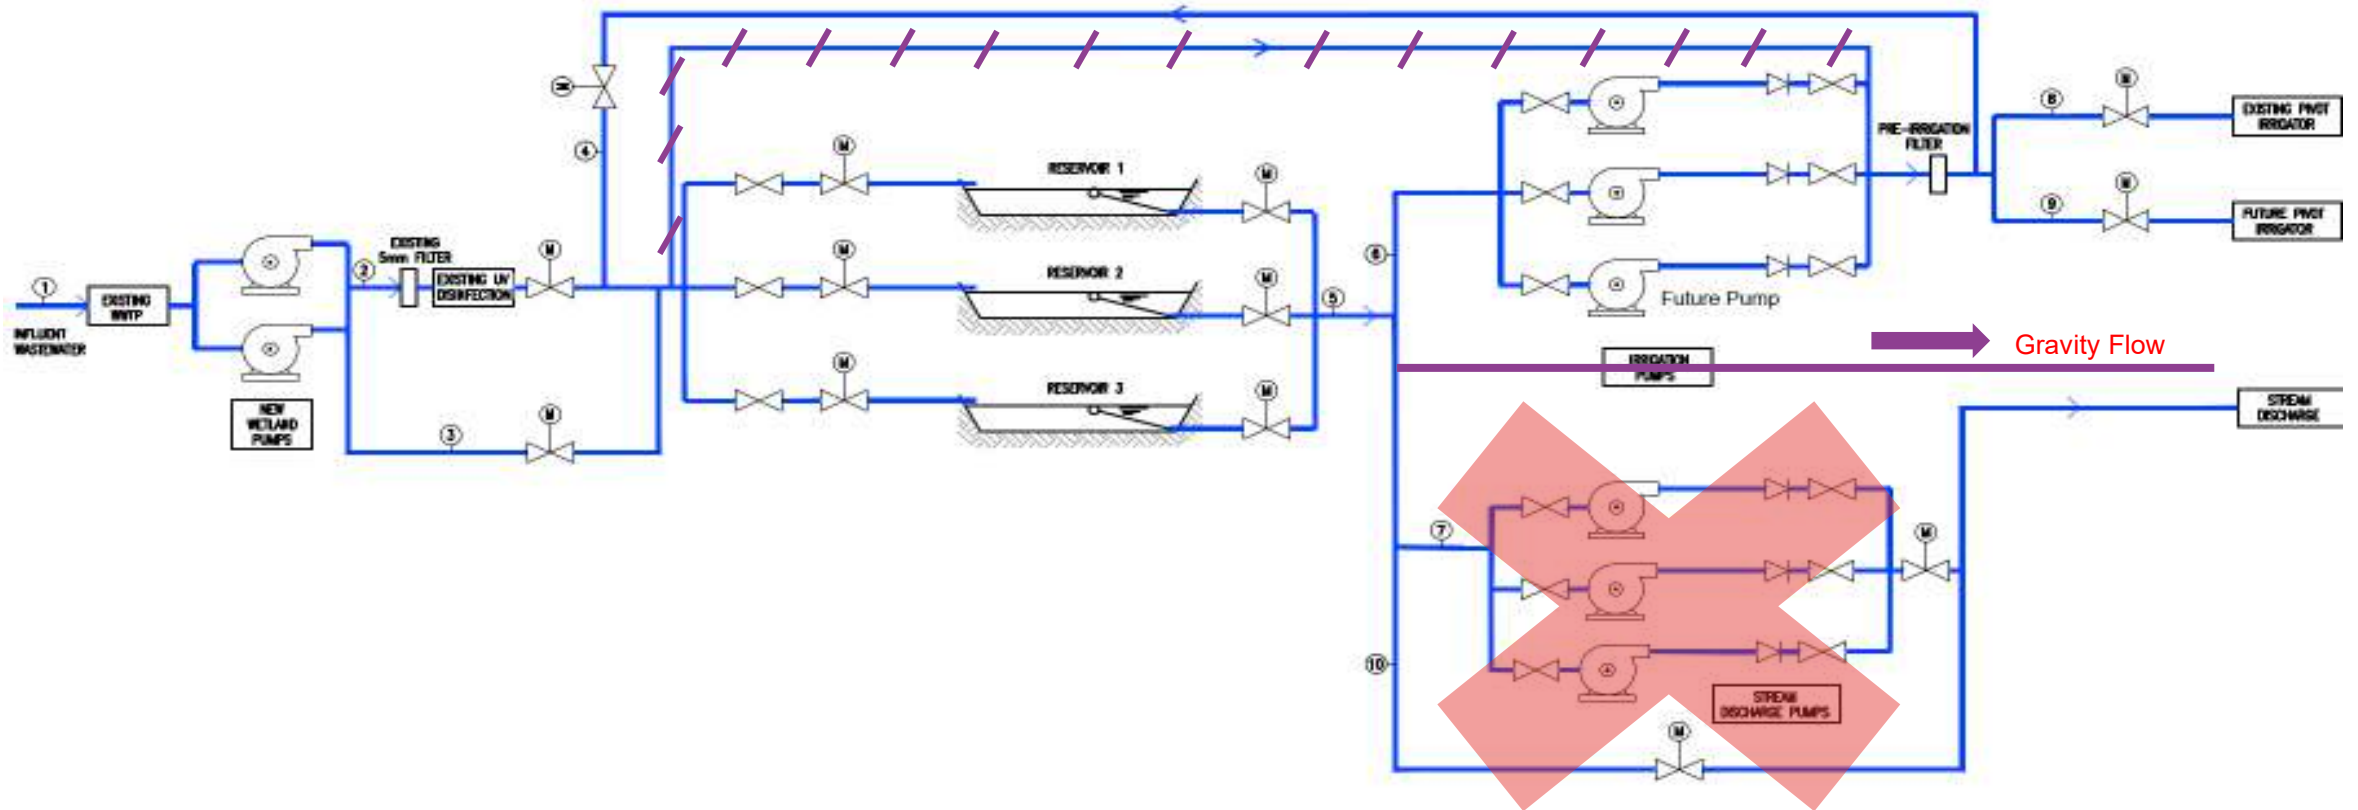 1
INFLUENT
WASTEWATER
EXISTING
WWTP
NEW
WETLAND
PUMPS
2
EXISTING
5mm FILTER
EXISTING UV
DISINFECTION
M
3
M
4
M
M
RESERVOIR 1
M
M
RESERVOIR 2
M
M
RESERVOIR 3
M
5
6
Future Pump
IRRIGATION
PUMPS
PRE-IRRIGATION
FILTER
8
M
EXISTING PIVOT
IRRIGATOR
9
M
FUTURE PIVOT
IRRIGATOR
Gravity Flow
STREAM
DISCHARGE
7
M
STREAM
DISCHARGE PUMPS
10
M